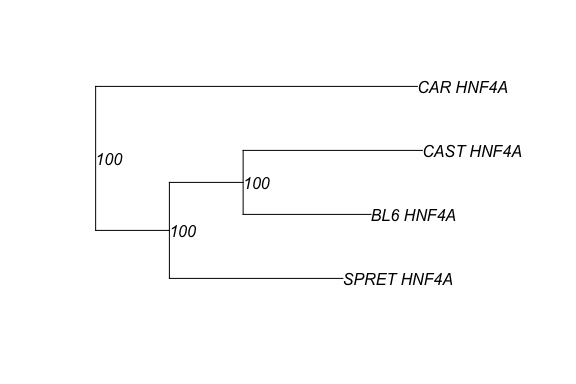 CAR HNF4A
CAST HNF4A
100
100
BL6 HNF4A
100
SPRET HNF4A